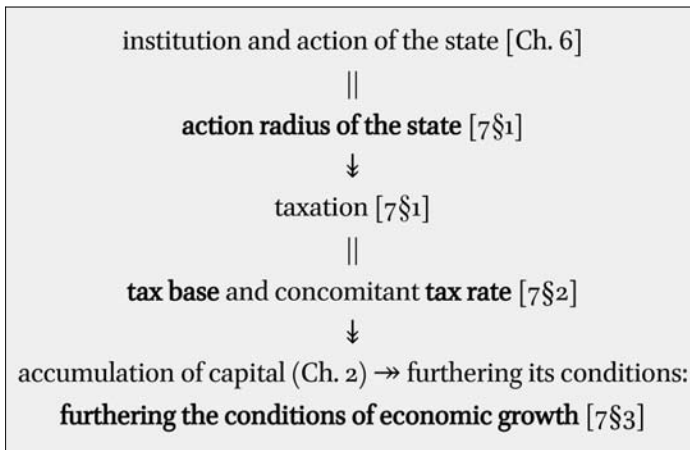 institution and action of the state [Ch. 6]
||
action radius of the state [7§1]
↡
taxation [7§1]
||
tax base and concomitant tax rate [7§2]
↡
accumulation of capital (Ch. 2) ↠ furthering its conditions:
furthering the conditions of economic growth [7§3]